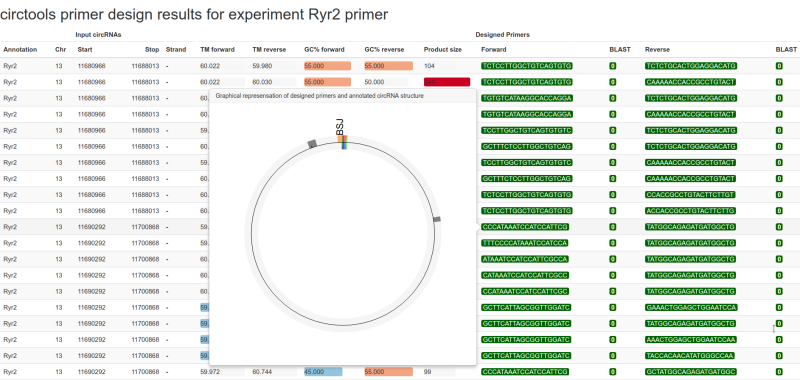 circtools primer design results for experiment Ryr2 primer
Input circRNAs Designed Primers
Annotation Chr Start Stop Strand TM forward TM reverse GC% forward GC% reverse Product size Forward BLAST Reverse BLAST
Ryr2 13 11680966 11688013 - 60.022 59.980 55.000 55.000 104 TCTCCTTGGCTGTCAGTGTG 0 TCTCTGCACTGGAGGACATG 0
Ryr2 13 11680966 11688013 - 60.022 60.030 55.000 50.000 TCTCCTTGGCTGTCAGTGTG 0 CAAAAACCACCGCCTGTACT 0
Graphical represensation of designed primers and annotated circRNA structure
Ryr2 13 11680966 11688013 - 60. TGTGTCATAAGGCACCAGGA 0 TCTCTGCACTGGAGGACATG 0
Ryr2 13 11680966 11688013 - 60. TGTGTCATAAGGCACCAGGA 0 CAAAAACCACCGCCTGTACT 0
BSJ
Ryr2 13 11680966 11688013 - 59. TCCTTGGCTGTCAGTGTGTC 0 TCTCTGCACTGGAGGACATG 0
Ryr2 13 11680966 11688013 - 59. GCTTTCTCCTTGGCTGTCAG 0 TCTCTGCACTGGAGGACATG 0
Ryr2 13 11680966 11688013 - 59. TCCTTGGCTGTCAGTGTGTC 0 CAAAAACCACCGCCTGTACT 0
Ryr2 13 11680966 11688013 - 59. GCTTTCTCCTTGGCTGTCAG 0 CAAAAACCACCGCCTGTACT 0
Ryr2 13 11680966 11688013 - 60. TCTCCTTGGCTGTCAGTGTG 0 CCACCGCCTGTACTTCTTGT 0
Ryr2 13 11680966 11688013 - 60. TCTCCTTGGCTGTCAGTGTG 0 ACCACCGCCTGTACTTCTTG 0
Ryr2 13 11690292 11700868 - 59. CCCATAAATCCATCCATTCG 0 TATGGCAGAGATGATGGCTG 0
Ryr2 13 11690292 11700868 - 59. TTTCCCCATAAATCCATCCA 0 TATGGCAGAGATGATGGCTG 0
Ryr2 13 11690292 11700868 - 60. ATAAATCCATCCATTCGCCA 0 TATGGCAGAGATGATGGCTG 0
Ryr2 13 11690292 11700868 - 60. CATAAATCCATCCATTCGCC 0 TATGGCAGAGATGATGGCTG 0
Ryr2 13 11690292 11700868 - 60. CCATAAATCCATCCATTCGC 0 TATGGCAGAGATGATGGCTG 0
Ryr2 13 11690292 11700868 - 59. GCTTCATTAGCGGTTGGATC 0 GAAACTGGAGCTGGAATCCA 0
Ryr2 13 11690292 11700868 - 59. GCTTCATTAGCGGTTGGATC 0 TATGGCAGAGATGATGGCTG 0
Ryr2 13 11690292 11700868 - 59. GCTTCATTAGCGGTTGGATC 0 AAACTGGAGCTGGAATCCAA 0
Ryr2 13 11690292 11700868 - 59. GCTTCATTAGCGGTTGGATC 0 TACCACAACATATGGGCCAA 0
Ryr2 13 11690292 11700868 - 59.972 60.744 45.000 55.000 99 CCCATAAATCCATCCATTCG 0 GCTATGGCAGAGATGATGGC 0